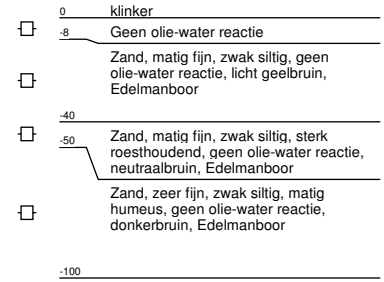 0 klinker
-8 Geen olie-water reactie
Zand, matig fijn, zwak siltig, geen
olie-water reactie, licht geelbruin,
Edelmanboor
-40
-50 Zand, matig fijn, zwak siltig, sterk
roesthoudend, geen olie-water reactie,
neutraalbruin, Edelmanboor
Zand, zeer fijn, zwak siltig, matig
humeus, geen olie-water reactie,
donkerbruin, Edelmanboor
-100